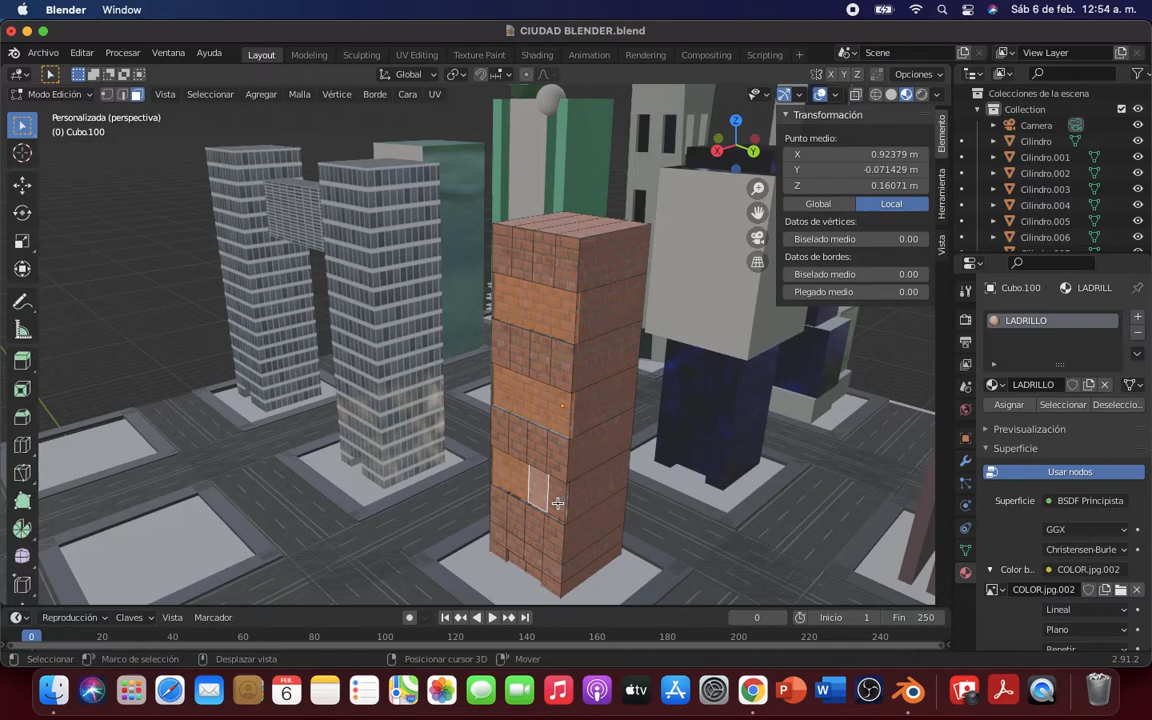 Blender Window
Sáb 6 de feb. 12:54 a. m.
CIUDAD BLENDER.blend
Archivo Editar Procesar Ventana Ayuda
Layout Modeling Sculpting UV Editing Texture Paint Shading Animation Rendering Compositing Scripting +
Scene
View Layer
Global
Opciones
X Y Z
Modo Edición
Vista Seleccionar Agregar Malla Vértice Borde Cara UV
Personalizada (perspectiva)
(0) Cubo.100
Z
X
Y
Transformación
Punto medio:
X 0.92379 m
Y -0.071429 m
Z 0.16071 m
Global Local
Datos de vértices:
Biselado medio 0.00
Datos de bordes:
Biselado medio 0.00
Plegado medio 0.00
Elemento
Herramienta
Vista
Colecciones de la escena
Collection
Camera
Cilindro
Cilindro.001
Cilindro.002
Cilindro.003
Cilindro.004
Cilindro.005
Cilindro.006
Cubo.100 LADRILL
LADRILLO
LADRILLO
Asignar Seleccionar Deselecci...
Previsualización
Superficie
Usar nodos
Superficie BSDF Principista
GGX
Christensen-Burle
Color b... COLOR.jpg.002
COLOR.jpg.002
Lineal
Plano
Repetir
Reproducción Claves Vista Marcador
0
Inicio 1 Fin 250
0 20 40 60 80 100 120 140 160 180 200 220 240
Seleccionar Marco de selección Desplazar vista Posicionar cursor 3D Mover
2.91.2
FEB.
6
tv